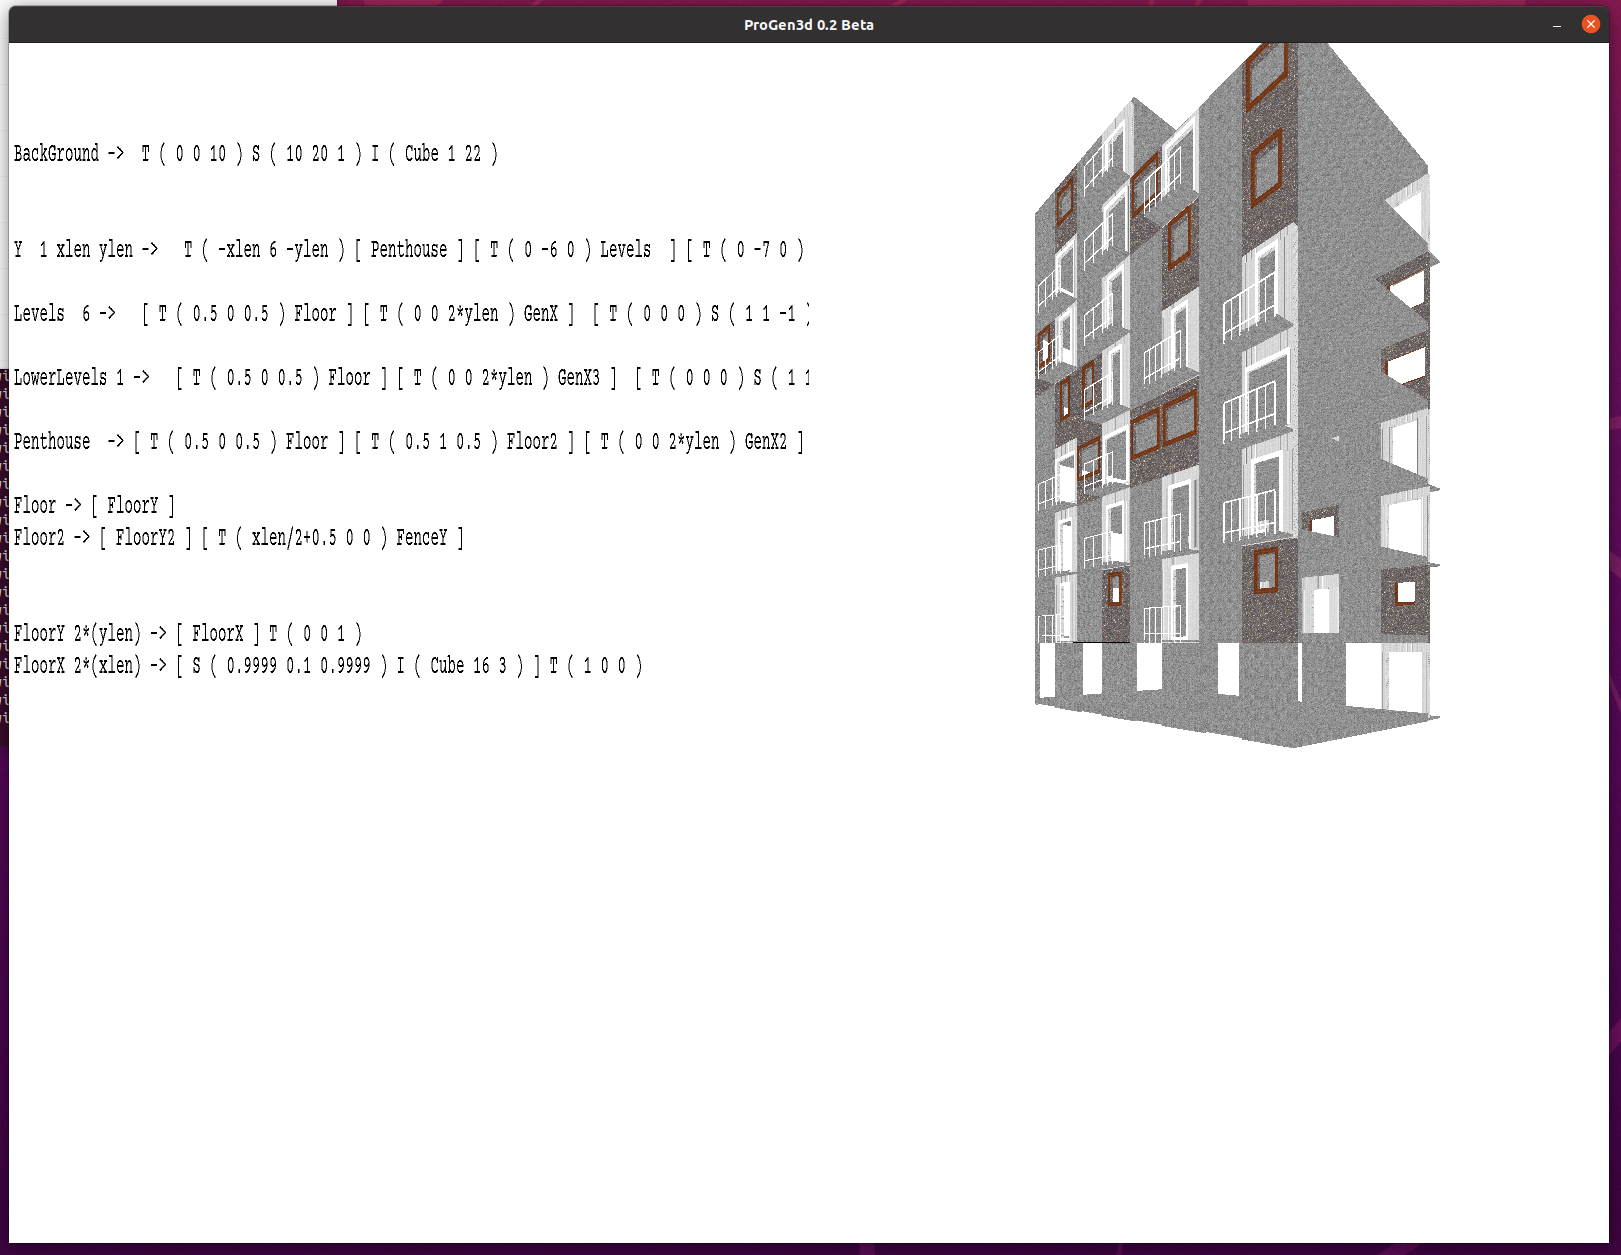 ProGen3d 0.2 Beta
BackGround -> T ( 0 0 10 ) S ( 10 20 1 ) I ( Cube 1 22 )
Y 1 xlen ylen -> T ( -xlen 6 -ylen ) [ Penthouse ] [ T ( 0 -6 0 ) Levels ] [ T ( 0 -7 0 )
Levels 6 -> [ T ( 0.5 0 0.5 ) Floor ] [ T ( 0 0 2*ylen ) GenX ] [ T ( 0 0 0 ) S ( 1 1 -1 )
LowerLevels 1 -> [ T ( 0.5 0 0.5 ) Floor ] [ T ( 0 0 2*ylen ) GenX3 ] [ T ( 0 0 0 ) S ( 1 1
Penthouse -> [ T ( 0.5 0 0.5 ) Floor ] [ T ( 0.5 1 0.5 ) Floor2 ] [ T ( 0 0 2*ylen ) GenX2 ]
Floor -> [ FloorY ]
Floor2 -> [ FloorY2 ] [ T ( xlen/2+0.5 0 0 ) FenceY ]
FloorY 2*(ylen) -> [ FloorX ] T ( 0 0 1 )
FloorX 2*(xlen) -> [ S ( 0.9999 0.1 0.9999 ) I ( Cube 16 3 ) ] T ( 1 0 0 )